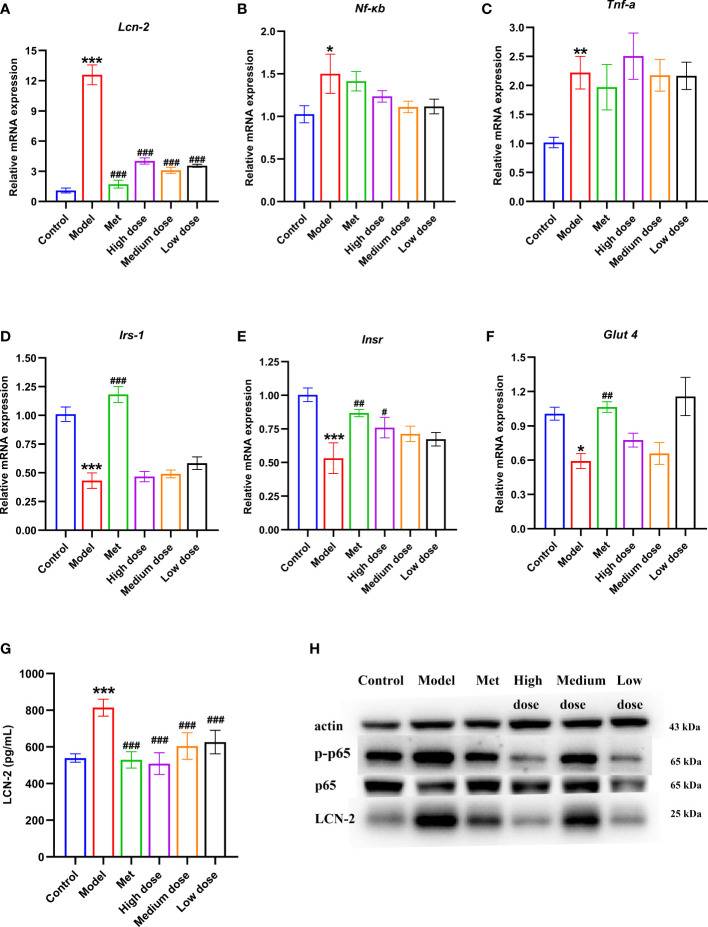 A
Lcn-2
Relative mRNA expression
15
12
9
6
3
0
***
###
###
###
###
Control
Model
Met
High dose
Medium dose
Low dose
B
Nf-κb
Relative mRNA expression
2.0
1.5
1.0
0.5
0.0
*
Control
Model
Met
High dose
Medium dose
Low dose
C
Tnf-a
Relative mRNA expression
3.0
2.5
2.0
1.5
1.0
0.5
0.0
**
Control
Model
Met
High dose
Medium dose
Low dose
D
Irs-1
Relative mRNA expression
1.50
1.25
1.00
0.75
0.50
0.25
0.00
***
###
Control
Model
Met
High dose
Medium dose
Low dose
E
Insr
Relative mRNA expression
1.25
1.00
0.75
0.50
0.25
0.00
***
##
#
Control
Model
Met
High dose
Medium dose
Low dose
F
Glut 4
Relative mRNA expression
1.5
1.2
0.9
0.6
0.3
0.0
*
##
Control
Model
Met
High dose
Medium dose
Low dose
G
LCN-2 (pg/mL)
1000
800
600
400
200
0
***
###
###
###
###
Control
Model
Met
High dose
Medium dose
Low dose
H
Control Model Met High Medium Low
dose dose dose
actin 43 kDa
p-p65 65 kDa
p65 65 kDa
LCN-2 25 kDa